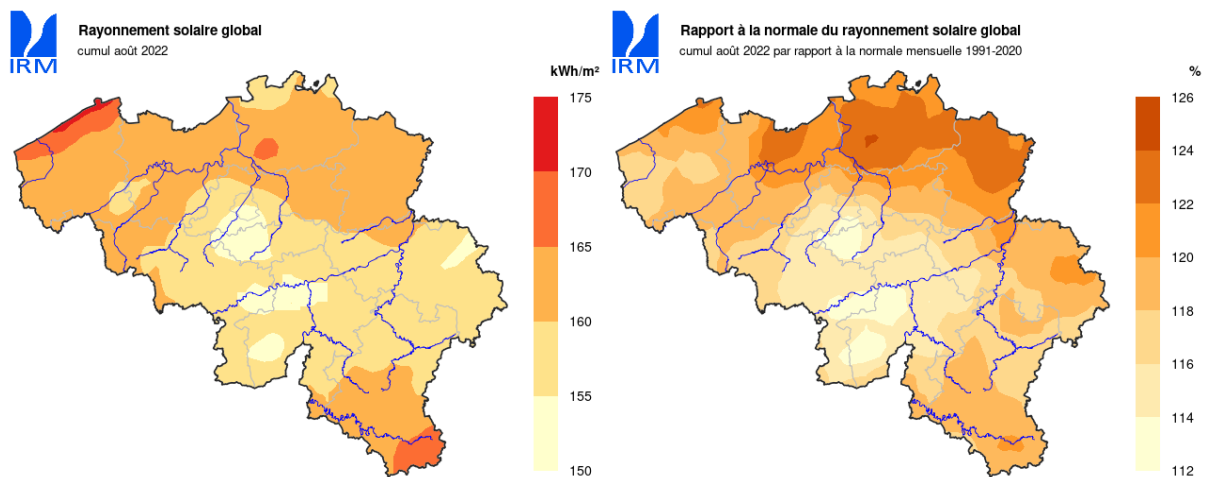 IRM
Rayonnement solaire global
cumul août 2022
kWh/m²
175
170
165
160
155
150
IRM
Rapport à la normale du rayonnement solaire global
cumul août 2022 par rapport à la normale mensuelle 1991-2020
%
126
124
122
120
118
116
114
112